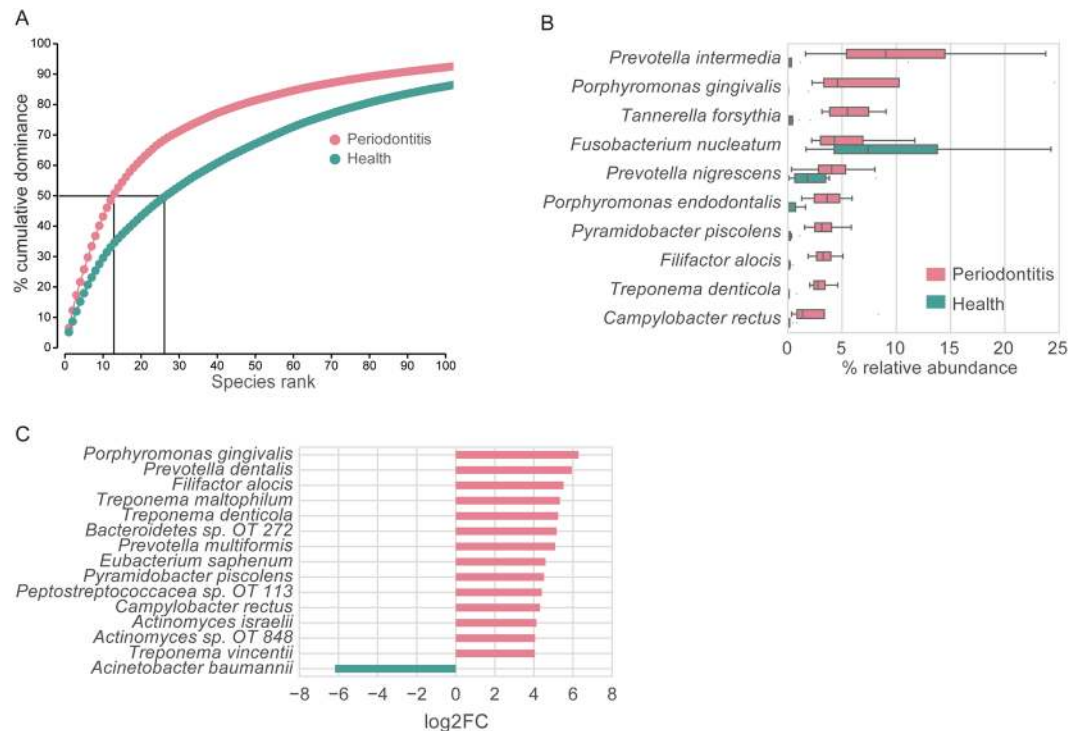 A
% cumulative dominance
100
90
80
70
60
50
40
30
20
10
0
0 10 20 30 40 50 60 70 80 90 100
Species rank
Periodontitis
Health
B
Prevotella intermedia
Porphyromonas gingivalis
Tannerella forsythia
Fusobacterium nucleatum
Prevotella nigrescens
Porphyromonas endodontalis
Pyramidobacter piscolens
Filifactor alocis
Treponema denticola
Campylobacter rectus
Periodontitis
Health
0 5 10 15 20 25
% relative abundance
C
Porphyromonas gingivalis
Prevotella dentalis
Filifactor alocis
Treponema maltophilum
Treponema denticola
Bacteroidetes sp. OT 272
Prevotella multiformis
Eubacterium saphenum
Pyramidobacter piscolens
Peptostreptococcacea sp. OT 113
Campylobacter rectus
Actinomyces israelii
Actinomyces sp. OT 848
Treponema vincentii
Acinetobacter baumannii
−8 −6 −4 −2 0 2 4 6 8
log2FC